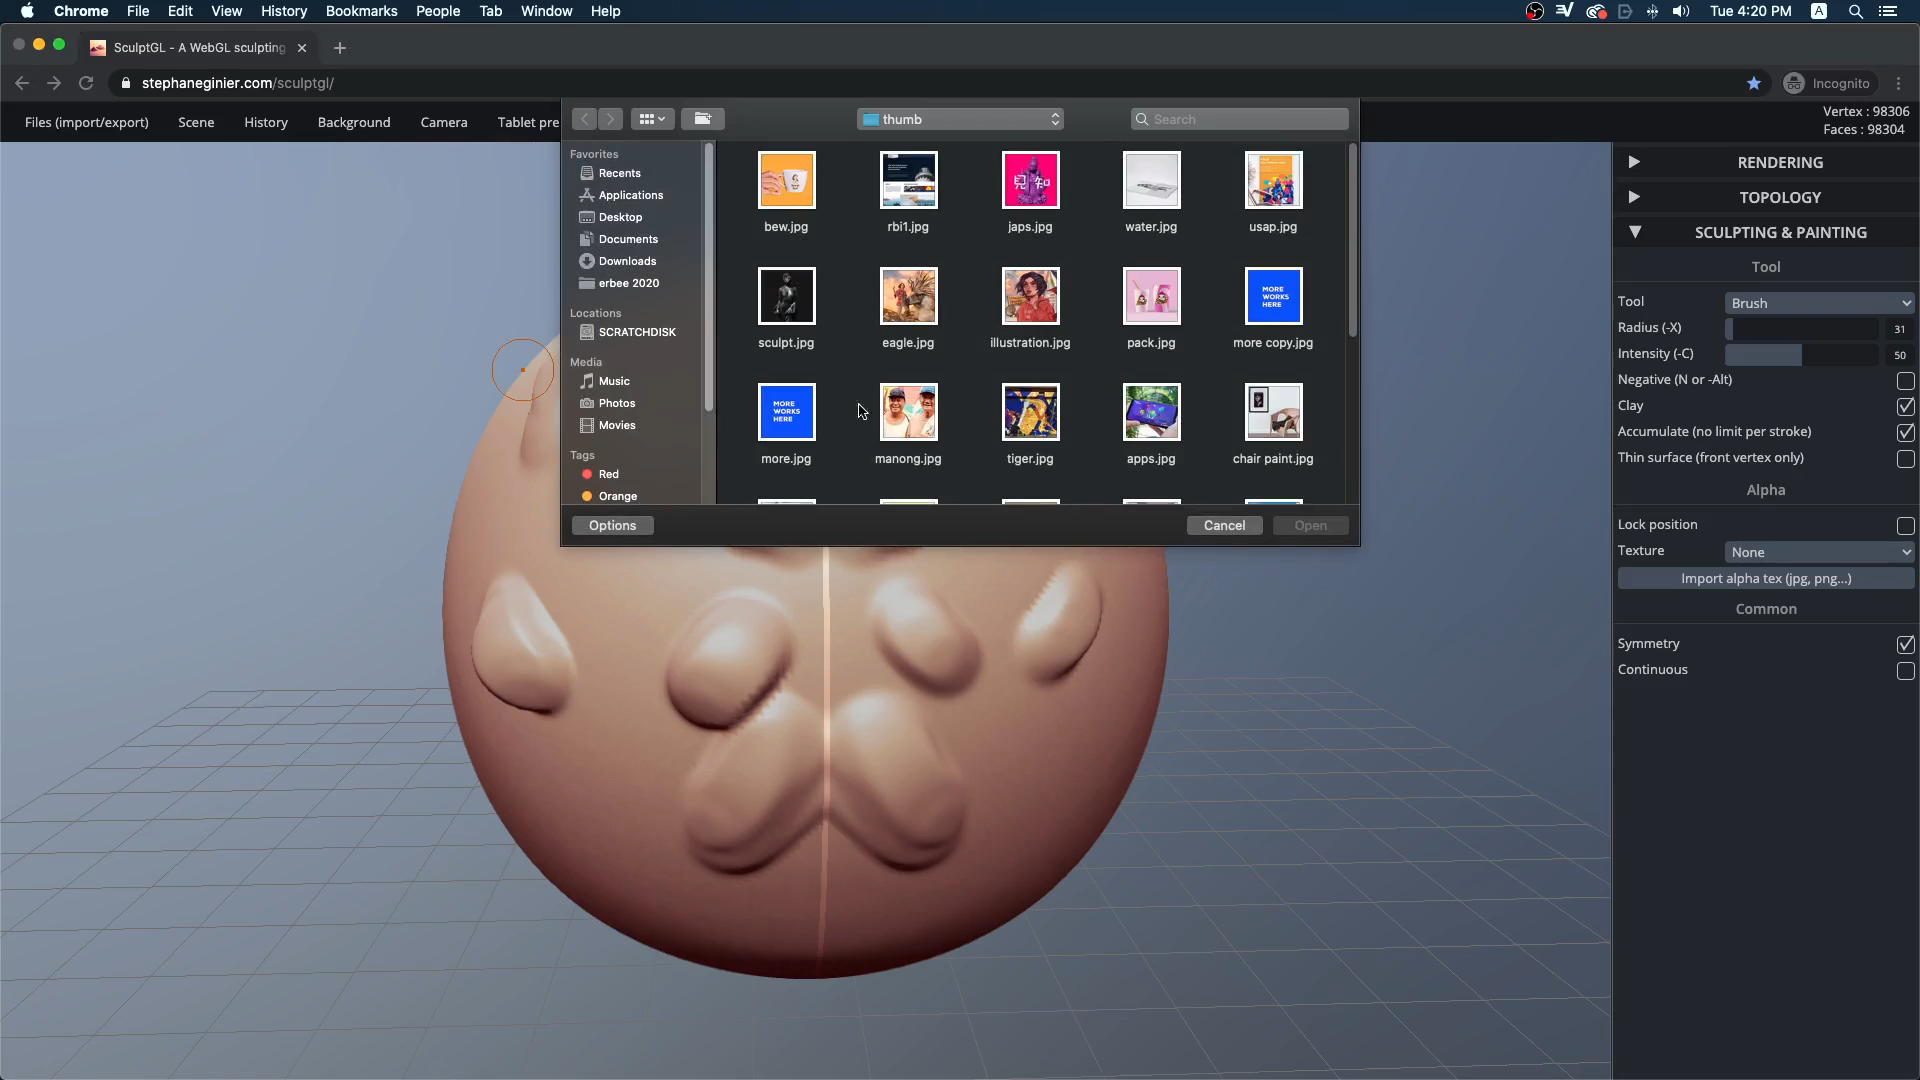 Chrome File Edit View History Bookmarks People Tab Window Help
Tue 4:20 PM A
SculptGL - A WebGL sculpting
stephaneginier.com/sculptgl/
Incognito
Files (import/export) Scene History Background Camera Tablet pre
Vertex : 98306
Faces : 98304
thumb
Search
Favorites
Recents
Applications
Desktop
Documents
Downloads
erbee 2020
Locations
SCRATCHDISK
Media
Music
Photos
Movies
Tags
Red
Orange
bew.jpg rbi1.jpg japs.jpg water.jpg usap.jpg
MORE
WORKS
HERE
sculpt.jpg eagle.jpg illustration.jpg pack.jpg more copy.jpg
MORE
WORKS
HERE
more.jpg manong.jpg tiger.jpg apps.jpg chair paint.jpg
Options
Cancel Open
RENDERING
TOPOLOGY
SCULPTING & PAINTING
Tool
Tool Brush
Radius (-X) 31
Intensity (-C) 50
Negative (N or -Alt)
Clay
Accumulate (no limit per stroke)
Thin surface (front vertex only)
Alpha
Lock position
Texture None
Import alpha tex (jpg, png...)
Common
Symmetry
Continuous